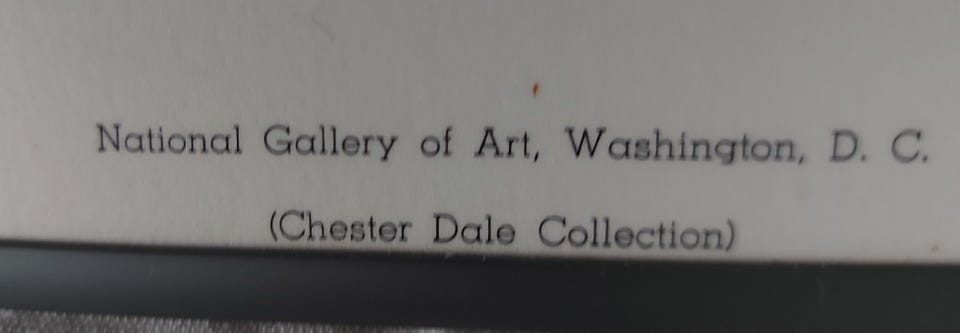 National Gallery of Art, Washington, D. C.
(Chester Dale Collection)